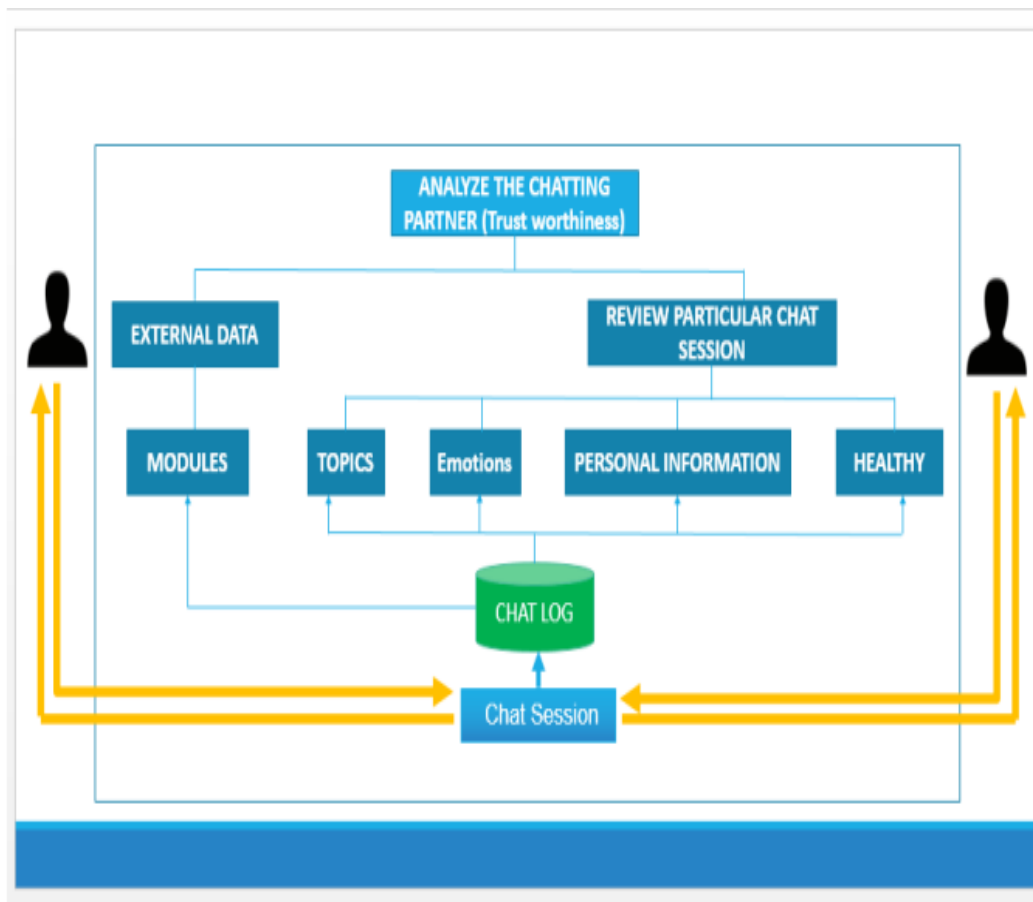 ANALYZE THE CHATTING
PARTNER (Trust worthiness)
EXTERNAL DATA
REVIEW PARTICULAR CHAT
SESSION
MODULES
TOPICS
Emotions
PERSONAL INFORMATION
HEALTHY
CHAT LOG
Chat Session